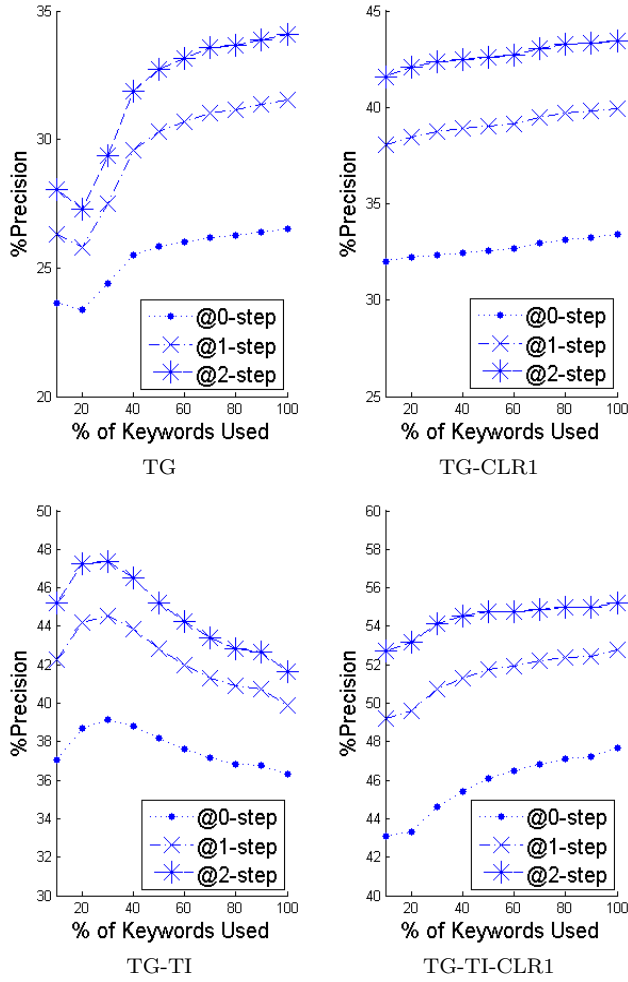 35
30
25
20
%Precision
@0-step
@1-step
@2-step
20 40 60 80 100
% of Keywords Used
TG
45
40
35
30
25
%Precision
@0-step
@1-step
@2-step
20 40 60 80 100
% of Keywords Used
TG-CLR1
50
48
46
44
42
40
38
36
34
32
30
%Precision
@0-step
@1-step
@2-step
20 40 60 80 100
% of Keywords Used
TG-TI
60
58
56
54
52
50
48
46
44
42
40
%Precision
@0-step
@1-step
@2-step
20 40 60 80 100
% of Keywords Used
TG-TI-CLR1